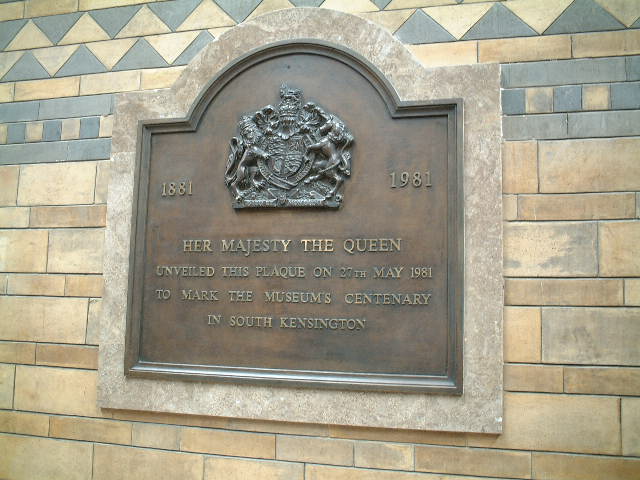 1881 1981
HER MAJESTY THE QUEEN
UNVEILED THIS PLAQUE ON 27TH MAY 1981
TO MARK THE MUSEUM'S CENTENARY
IN SOUTH KENSINGTON